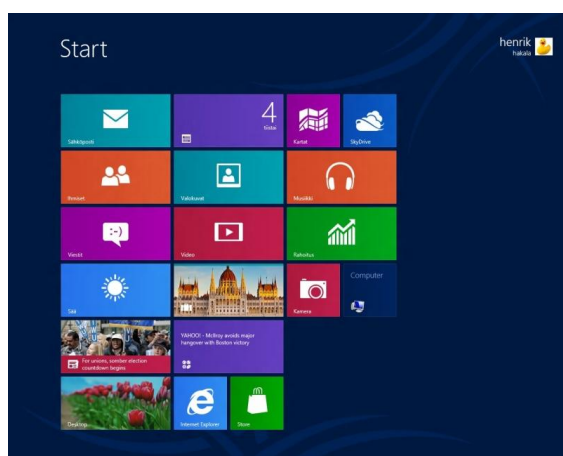 Start
henrik
hakala
Sähköposti
4
tiistai
Kartat
SkyDrive
Ihmiset
Valokuvat
Musiikki
Viestit
:-)
Video
Rahoitus
Sää
Kamera
Computer
For unions, somber election
countdown begins
YAHOO! - McIlroy avoids major
hangover with Boston victory
Desktop
Internet Explorer
Store